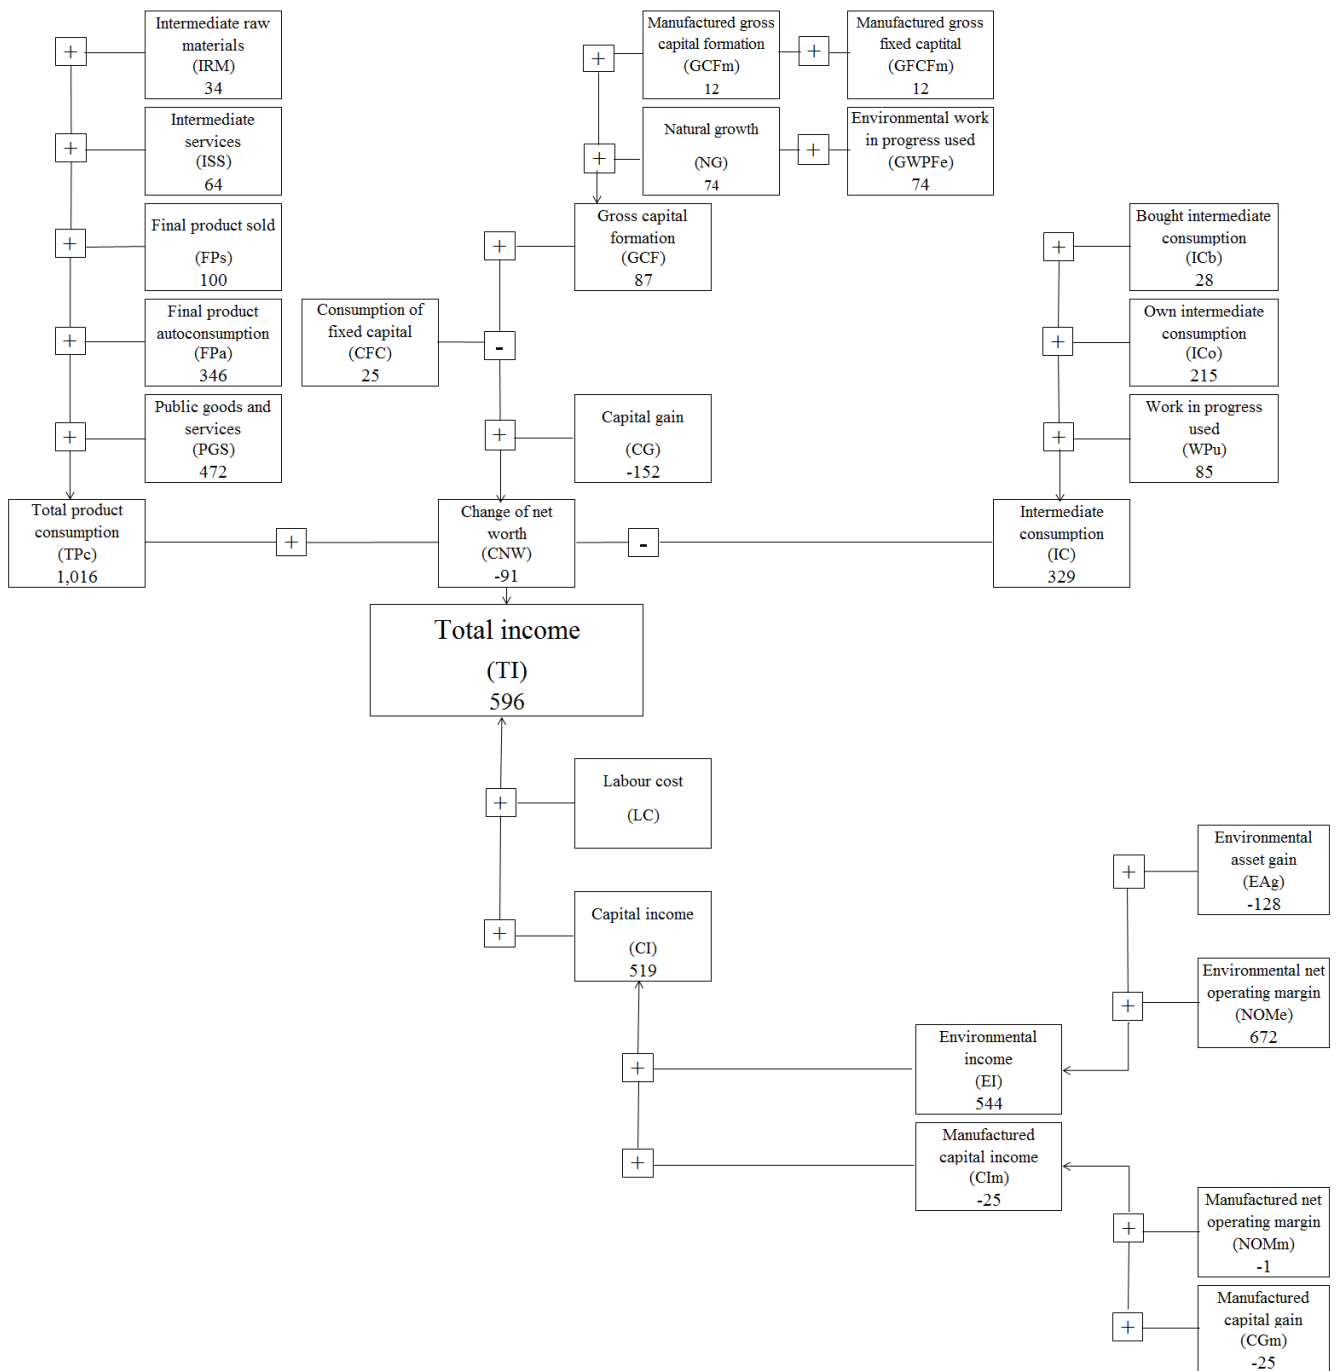 +
Intermediate raw
materials
(IRM)
34
+
Intermediate
services
(ISS)
64
+
Final product sold
(FPs)
100
+
Final product
autoconsumption
(FPa)
346
+
Public goods and
services
(PGS)
472
Total product
consumption
(TPc)
1,016
+
+
Manufactured gross
capital formation
(GCFm)
12
+
Manufactured gross
fixed captital
(GFCFm)
12
+
Natural growth
(NG)
74
+
Environmental work
in progress used
(GWPFe)
74
+
Gross capital
formation
(GCF)
87
Consumption of
fixed capital
(CFC)
25
-
+
Capital gain
(CG)
-152
Change of net
worth
(CNW)
-91
-
+
Bought intermediate
consumption
(ICb)
28
+
Own intermediate
consumption
(ICo)
215
+
Work in progress
used
(WPu)
85
Intermediate
consumption
(IC)
329
Total income
(TI)
596
+
Labour cost
(LC)
+
Capital income
(CI)
519
+
Environmental
asset gain
(EAg)
-128
+
Environmental net
operating margin
(NOMe)
672
+
Environmental
income
(EI)
544
+
Manufactured
capital income
(CIm)
-25
+
Manufactured net
operating margin
(NOMm)
-1
+
Manufactured
capital gain
(CGm)
-25